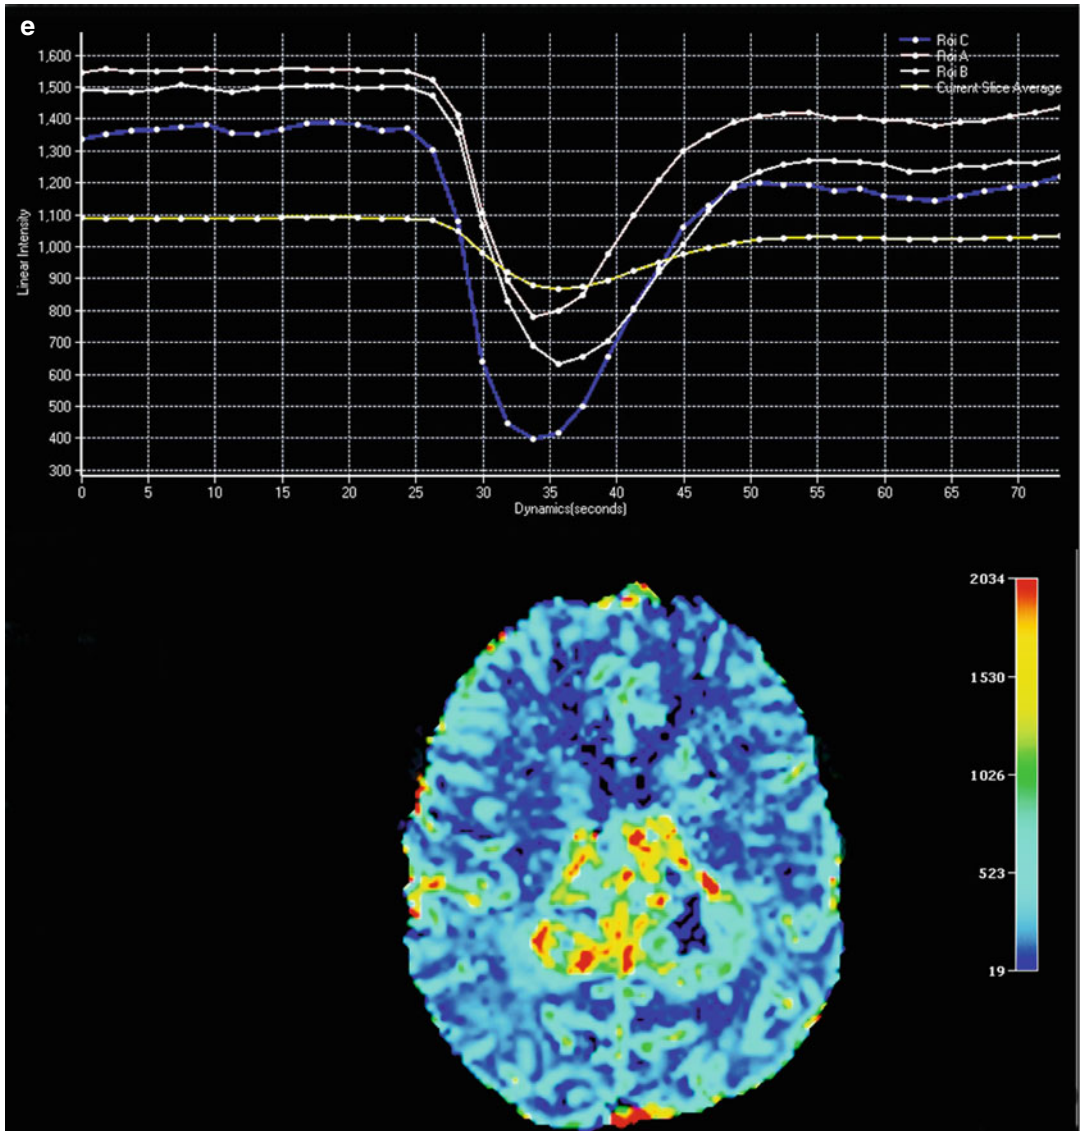 e
Roi C
Roi A
Roi B
Current Slice Average
1,600
1,500
1,400
1,300
1,200
1,100
1,000
900
800
700
600
500
400
300
Linear Intensity
0 5 10 15 20 25 30 35 40 45 50 55 60 65 70
Dynamics(seconds)
2034
1530
1026
523
19